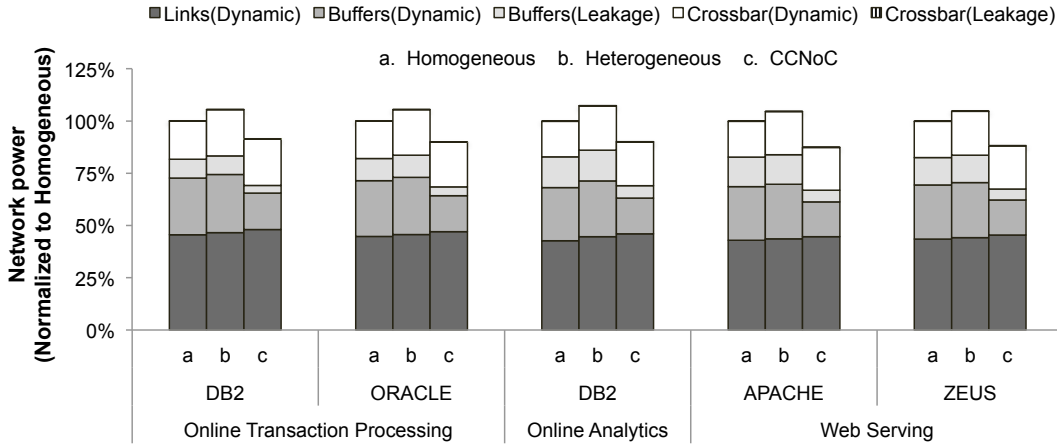 Links(Dynamic) Buffers(Dynamic) Buffers(Leakage) Crossbar(Dynamic) Crossbar(Leakage)
a. Homogeneous b. Heterogeneous c. CCNoC
Network power
(Normalized to Homogeneous)
125%
100%
75%
50%
25%
0%
a b c a b c a b c a b c a b c
DB2 ORACLE DB2 APACHE ZEUS
Online Transaction Processing Online Analytics Web Serving